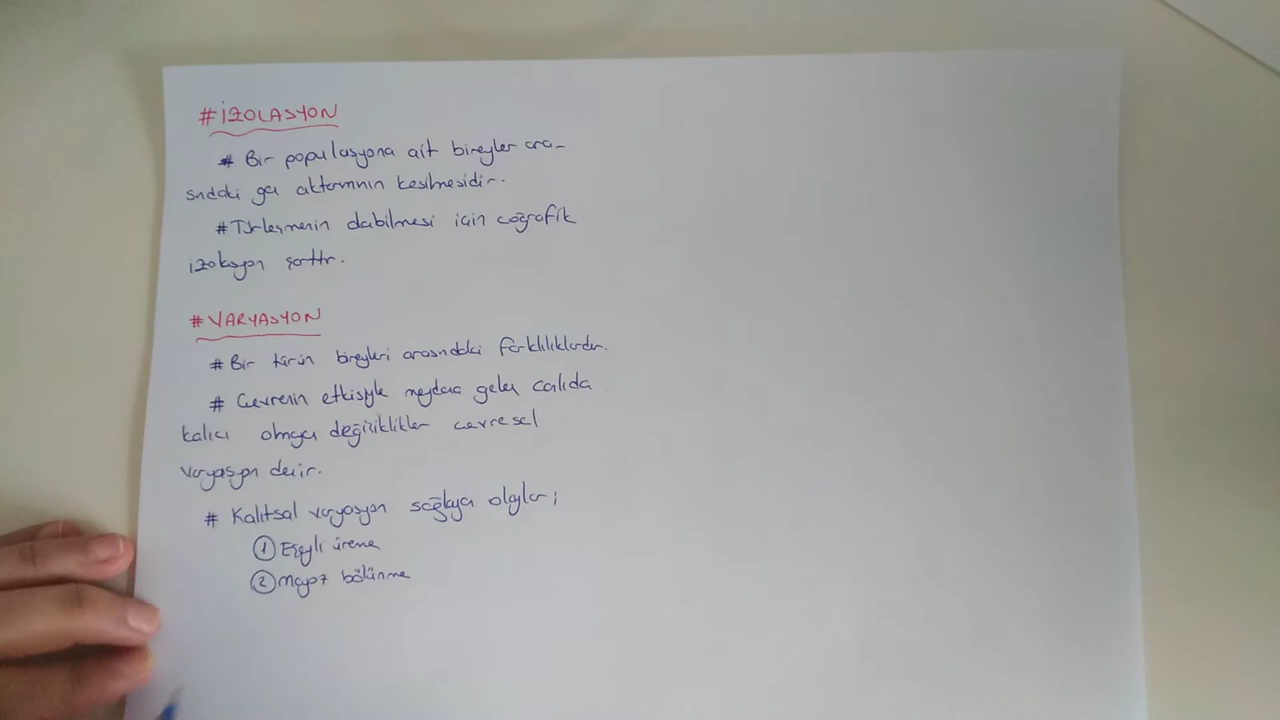 # İZOLASYON
# Bir populasyona ait bireyler ara-
sındaki gen aktarımının kesilmesidir.
# Türleşmenin olabilmesi için coğrafik
izolasyon şarttır.
# VARYASYON
# Bir türün bireyleri arasındaki farklılıklardır.
# Çevrenin etkisiyle meydana gelen canlıda
kalıcı olmayan değişiklikler çevresel
varyasyon denir.
# Kalıtsal varyasyon sağlayan olaylar;
① Eşeyli üreme
② Mayoz bölünme